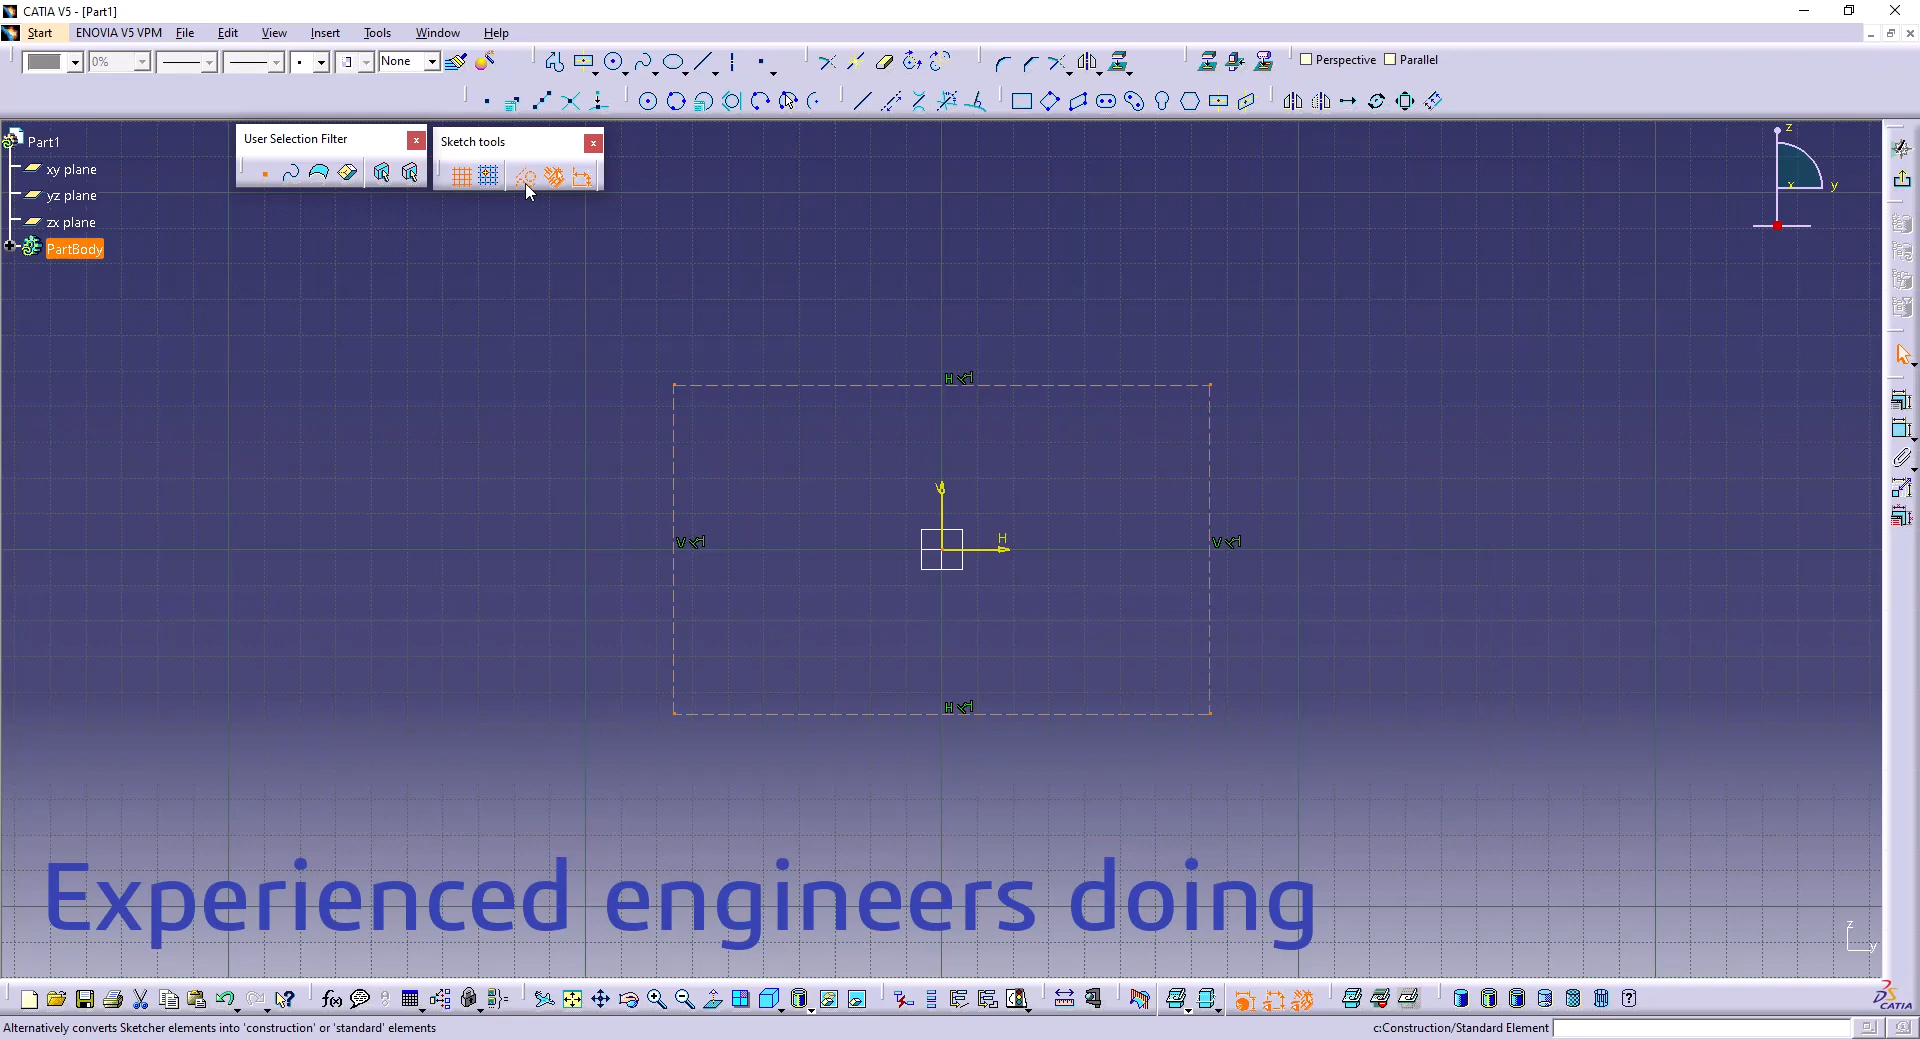 CATIA V5 - [Part1]
Start ENOVIA V5 VPM File Edit View Insert Tools Window Help
0% None Perspective Parallel
User Selection Filter
Sketch tools
Part1
xy plane
yz plane
zx plane
PartBody
z
x y
H
V V
H
H
Experienced engineers doing
z
y
f(x)
?
DS
CATIA
Alternatively converts Sketcher elements into 'construction' or 'standard' elements c:Construction/Standard Element